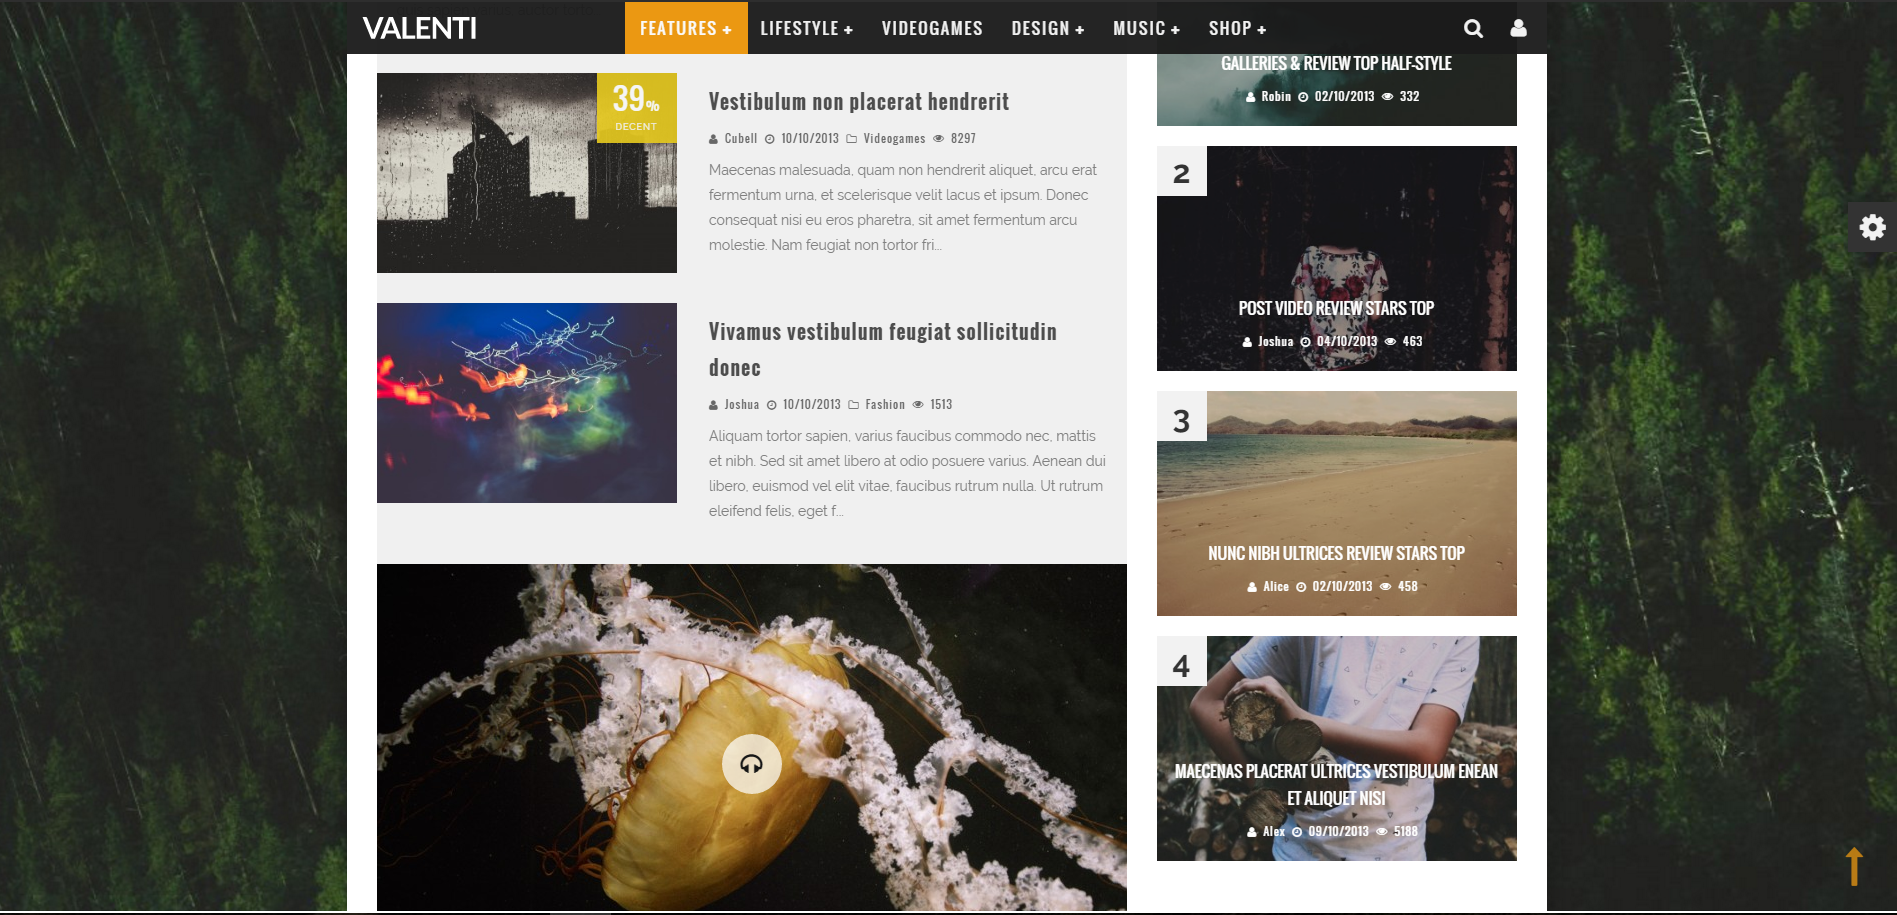 VALENTI
FEATURES +
LIFESTYLE +
VIDEOGAMES
DESIGN +
MUSIC +
SHOP +
39%
DECENT
Vestibulum non placerat hendrerit
Cubell 10/10/2013 Videogames 8297
Maecenas malesuada, quam non hendrerit aliquet, arcu erat
fermentum urna, et scelerisque velit lacus et ipsum. Donec
consequat nisi eu eros pharetra, sit amet fermentum arcu
molestie. Nam feugiat non tortor fri...
Vivamus vestibulum feugiat sollicitudin
donec
Joshua 10/10/2013 Fashion 1513
Aliquam tortor sapien, varius faucibus commodo nec, mattis
et nibh. Sed sit amet libero at odio posuere varius. Aenean dui
libero, euismod vel elit vitae, faucibus rutrum nulla. Ut rutrum
eleifend felis, eget f...
GALLERIES & REVIEW TOP HALF-STYLE
Robin 02/10/2013 332
2
POST VIDEO REVIEW STARS TOP
Joshua 04/10/2013 463
3
NUNC NIBH ULTRICES REVIEW STARS TOP
Alice 02/10/2013 458
4
MAECENAS PLACERAT ULTRICES VESTIBULUM ENEAN
ET ALIQUET NISI
Alex 09/10/2013 5188